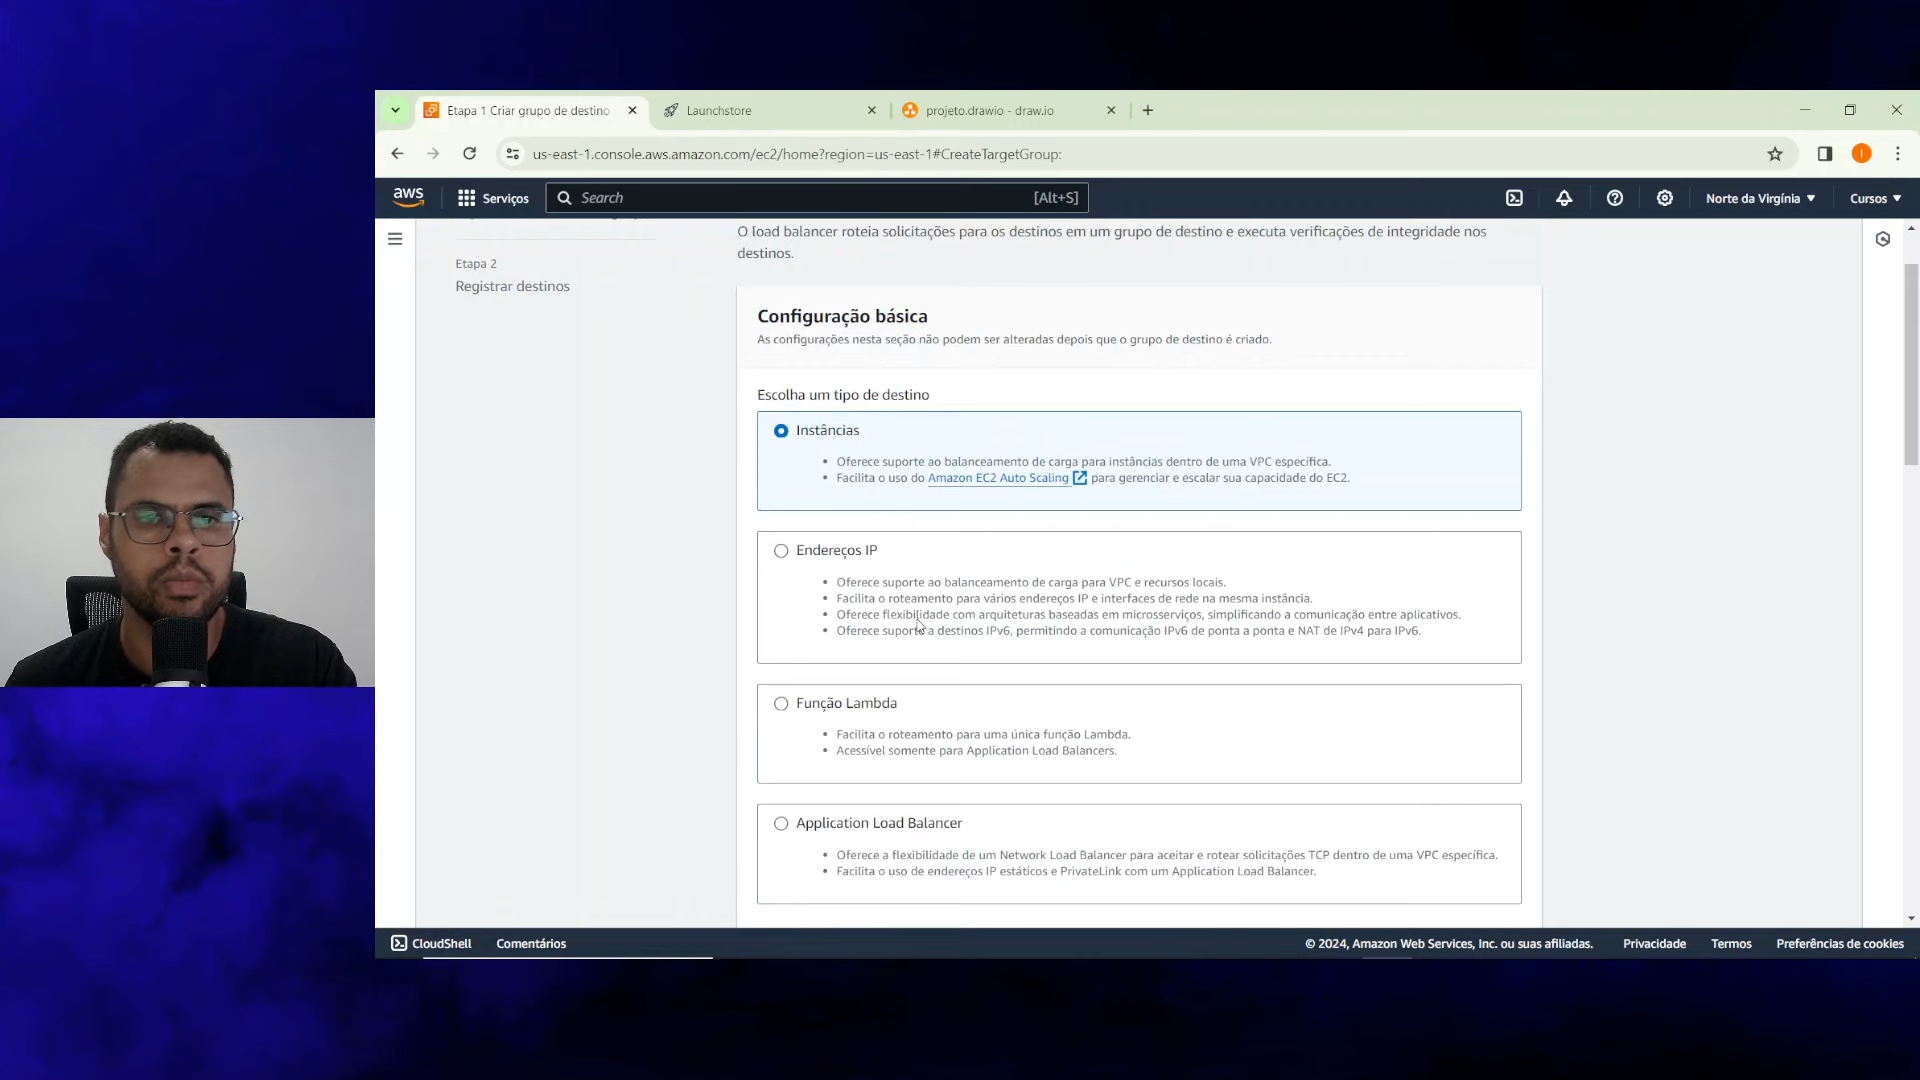 Etapa 1 Criar grupo de destino
Launchstore
projeto.drawio - draw.io
us-east-1.console.aws.amazon.com/ec2/home?region=us-east-1#CreateTargetGroup:
aws
Serviços
Search
[Alt+S]
Norte da Virgínia
Cursos
O load balancer roteia solicitações para os destinos em um grupo de destino e executa verificações de integridade nos
destinos.
Etapa 2
Registrar destinos
Configuração básica
As configurações nesta seção não podem ser alteradas depois que o grupo de destino é criado.
Escolha um tipo de destino
Instâncias
• Oferece suporte ao balanceamento de carga para instâncias dentro de uma VPC específica.
• Facilita o uso do Amazon EC2 Auto Scaling para gerenciar e escalar sua capacidade do EC2.
Endereços IP
• Oferece suporte ao balanceamento de carga para VPC e recursos locais.
• Facilita o roteamento para vários endereços IP e interfaces de rede na mesma instância.
• Oferece flexibilidade com arquiteturas baseadas em microsserviços, simplificando a comunicação entre aplicativos.
• Oferece suporte a destinos IPv6, permitindo a comunicação IPv6 de ponta a ponta e NAT de IPv4 para IPv6.
Função Lambda
• Facilita o roteamento para uma única função Lambda.
• Acessível somente para Application Load Balancers.
Application Load Balancer
• Oferece a flexibilidade de um Network Load Balancer para aceitar e rotear solicitações TCP dentro de uma VPC específica.
• Facilita o uso de endereços IP estáticos e PrivateLink com um Application Load Balancer.
CloudShell
Comentários
© 2024, Amazon Web Services, Inc. ou suas afiliadas.
Privacidade
Termos
Preferências de cookies